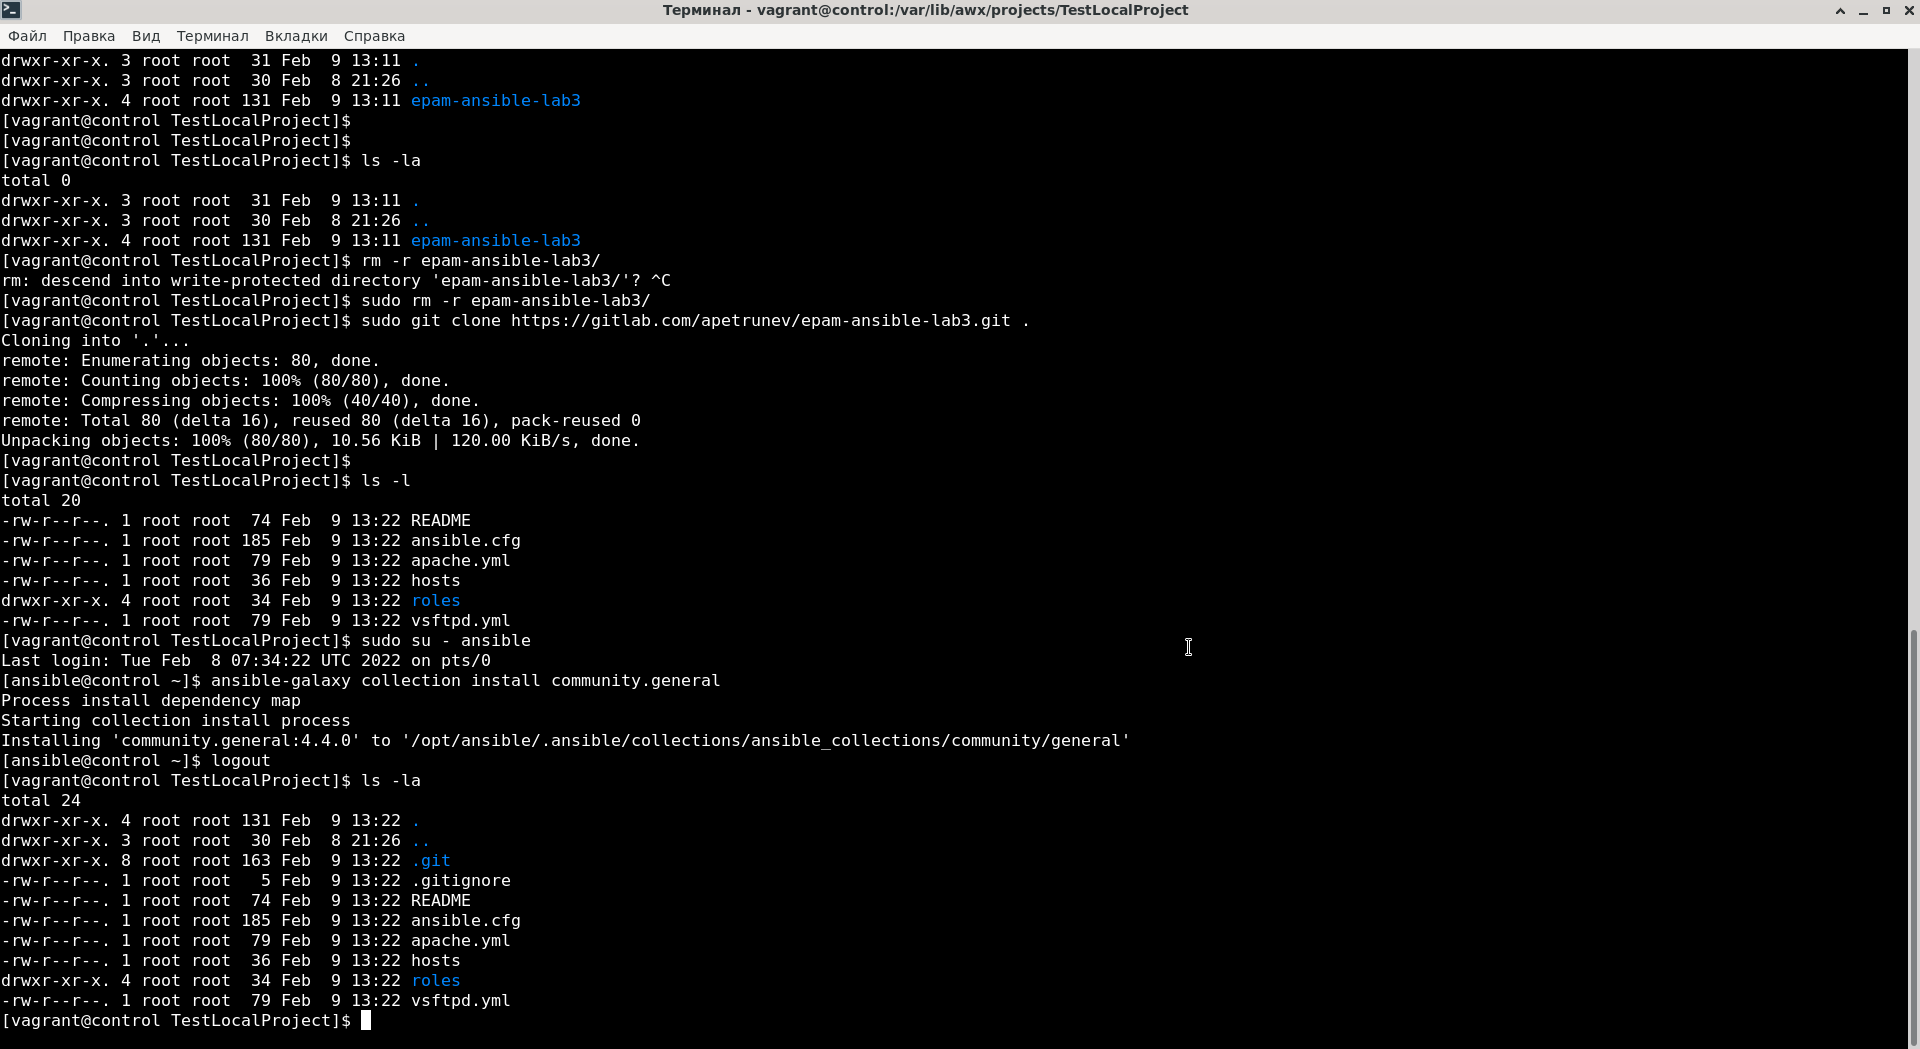 Терминал - vagrant@control:/var/lib/awx/projects/TestLocalProject
Файл Правка Вид Терминал Вкладки Справка
drwxr-xr-x. 3 root root  31 Feb  9 13:11 .
drwxr-xr-x. 3 root root  30 Feb  8 21:26 ..
drwxr-xr-x. 4 root root 131 Feb  9 13:11 epam-ansible-lab3
[vagrant@control TestLocalProject]$
[vagrant@control TestLocalProject]$
[vagrant@control TestLocalProject]$ ls -la
total 0
drwxr-xr-x. 3 root root  31 Feb  9 13:11 .
drwxr-xr-x. 3 root root  30 Feb  8 21:26 ..
drwxr-xr-x. 4 root root 131 Feb  9 13:11 epam-ansible-lab3
[vagrant@control TestLocalProject]$ rm -r epam-ansible-lab3/
rm: descend into write-protected directory 'epam-ansible-lab3/'? ^C
[vagrant@control TestLocalProject]$ sudo rm -r epam-ansible-lab3/
[vagrant@control TestLocalProject]$ sudo git clone https://gitlab.com/apetrunev/epam-ansible-lab3.git .
Cloning into '.'...
remote: Enumerating objects: 80, done.
remote: Counting objects: 100% (80/80), done.
remote: Compressing objects: 100% (40/40), done.
remote: Total 80 (delta 16), reused 80 (delta 16), pack-reused 0
Unpacking objects: 100% (80/80), 10.56 KiB | 120.00 KiB/s, done.
[vagrant@control TestLocalProject]$
[vagrant@control TestLocalProject]$ ls -l
total 20
-rw-r--r--. 1 root root  74 Feb  9 13:22 README
-rw-r--r--. 1 root root 185 Feb  9 13:22 ansible.cfg
-rw-r--r--. 1 root root  79 Feb  9 13:22 apache.yml
-rw-r--r--. 1 root root  36 Feb  9 13:22 hosts
drwxr-xr-x. 4 root root  34 Feb  9 13:22 roles
-rw-r--r--. 1 root root  79 Feb  9 13:22 vsftpd.yml
[vagrant@control TestLocalProject]$ sudo su - ansible
Last login: Tue Feb  8 07:34:22 UTC 2022 on pts/0
[ansible@control ~]$ ansible-galaxy collection install community.general
Process install dependency map
Starting collection install process
Installing 'community.general:4.4.0' to '/opt/ansible/.ansible/collections/ansible_collections/community/general'
[ansible@control ~]$ logout
[vagrant@control TestLocalProject]$ ls -la
total 24
drwxr-xr-x. 4 root root 131 Feb  9 13:22 .
drwxr-xr-x. 3 root root  30 Feb  8 21:26 ..
drwxr-xr-x. 8 root root 163 Feb  9 13:22 .git
-rw-r--r--. 1 root root   5 Feb  9 13:22 .gitignore
-rw-r--r--. 1 root root  74 Feb  9 13:22 README
-rw-r--r--. 1 root root 185 Feb  9 13:22 ansible.cfg
-rw-r--r--. 1 root root  79 Feb  9 13:22 apache.yml
-rw-r--r--. 1 root root  36 Feb  9 13:22 hosts
drwxr-xr-x. 4 root root  34 Feb  9 13:22 roles
-rw-r--r--. 1 root root  79 Feb  9 13:22 vsftpd.yml
[vagrant@control TestLocalProject]$